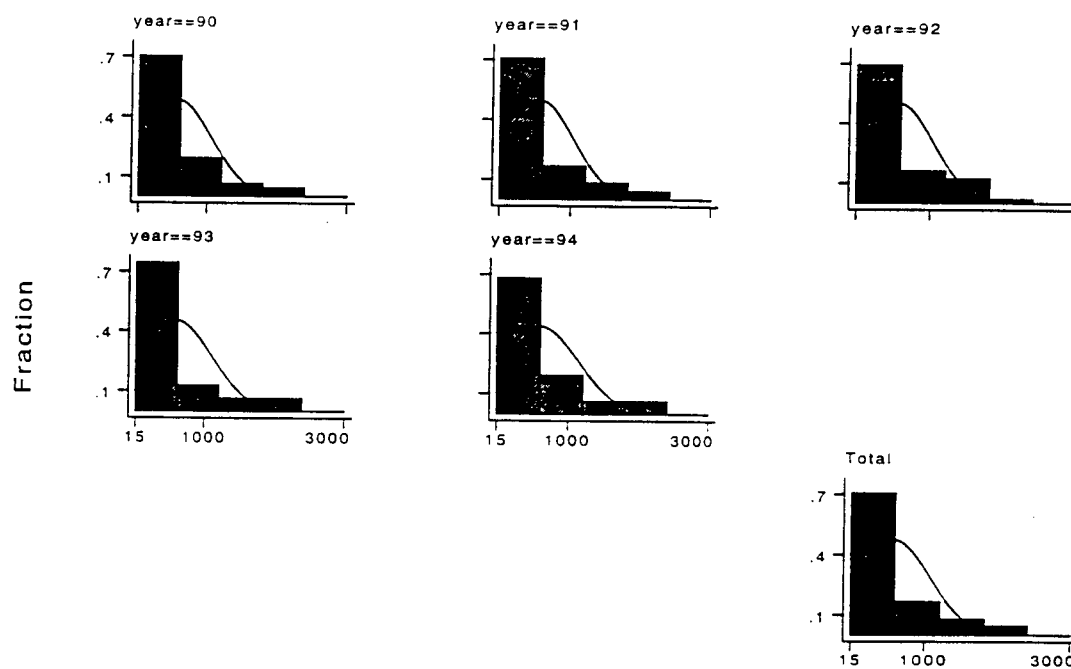 year==90
year==91
year==92
.7
.4
.1
year==93
year==94
.7
.4
.1
Fraction
15 1000 3000
15 1000 3000
Total
.7
.4
.1
15 1000 3000